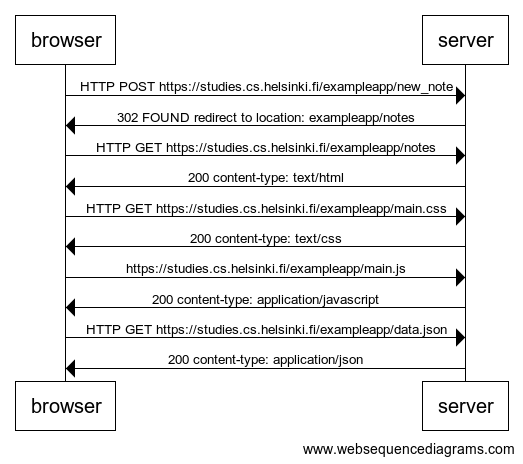 browser server
HTTP POST https://studies.cs.helsinki.fi/exampleapp/new_note
302 FOUND redirect to location: exampleapp/notes
HTTP GET https://studies.cs.helsinki.fi/exampleapp/notes
200 content-type: text/html
HTTP GET https://studies.cs.helsinki.fi/exampleapp/main.css
200 content-type: text/css
https://studies.cs.helsinki.fi/exampleapp/main.js
200 content-type: application/javascript
HTTP GET https://studies.cs.helsinki.fi/exampleapp/data.json
200 content-type: application/json
browser server
www.websequencediagrams.com